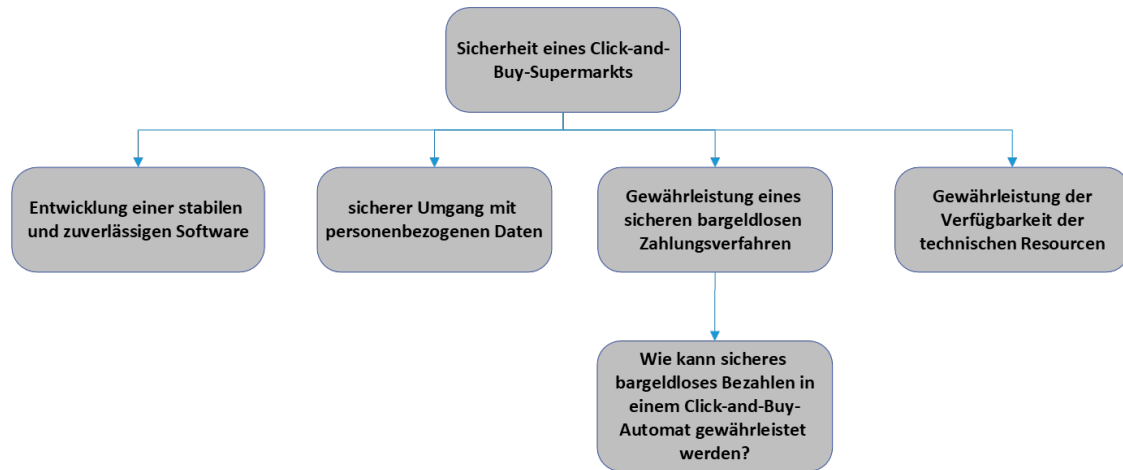 Sicherheit eines Click-and-
Buy-Supermarkts
Entwicklung einer stabilen
und zuverlässigen Software
sicherer Umgang mit
personenbezogenen Daten
Gewährleistung eines
sicheren bargeldlosen
Zahlungsverfahren
Gewährleistung der
Verfügbarkeit der
technischen Resourcen
Wie kann sicheres
bargeldloses Bezahlen in
einem Click-and-Buy-
Automat gewährleistet
werden?